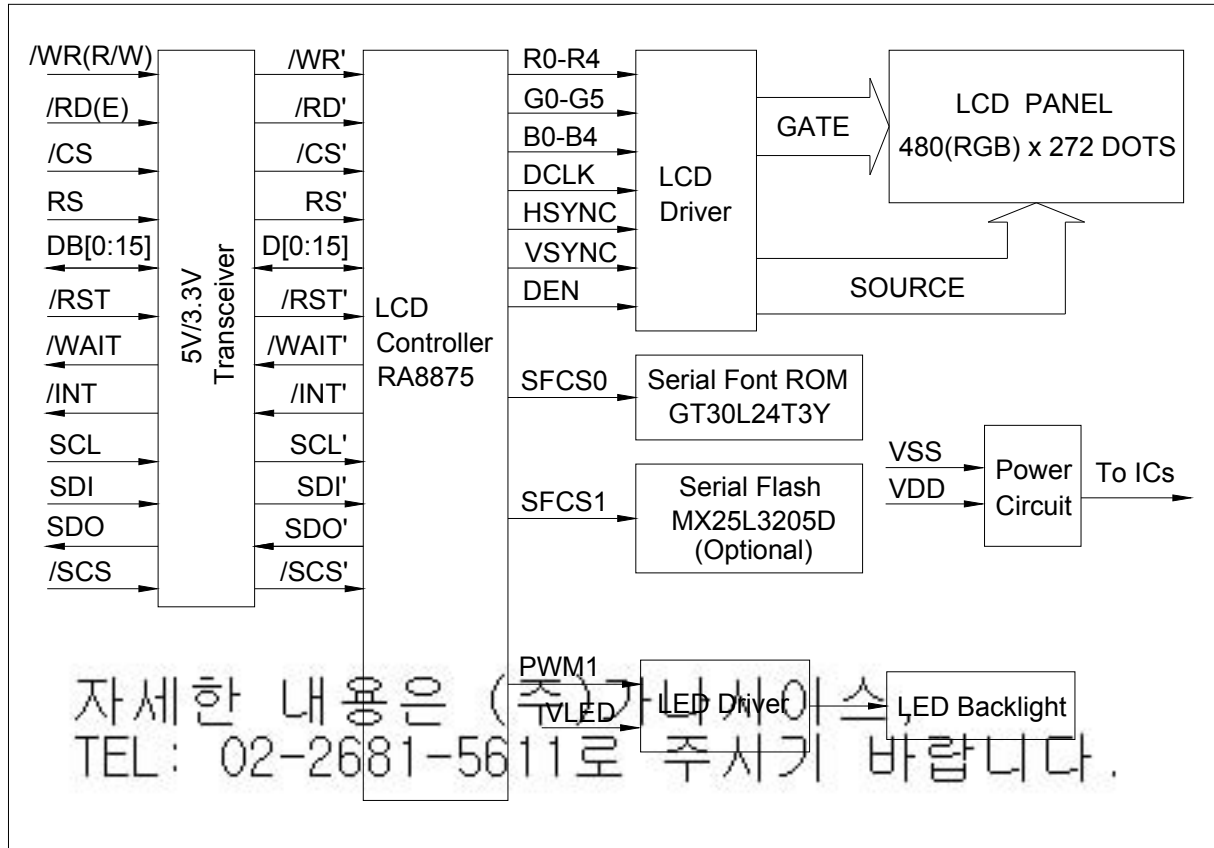 /WR(R/W)
/RD(E)
/CS
RS
DB[0:15]
/RST
/WAIT
/INT
SCL
SDI
SDO
/SCS
5V/3.3V
Transceiver
/WR'
/RD'
/CS'
RS'
D[0:15]
/RST'
/WAIT'
/INT'
SCL'
SDI'
SDO'
/SCS'
LCD
Controller
RA8875
R0-R4
G0-G5
B0-B4
DCLK
HSYNC
VSYNC
DEN
LCD
Driver
GATE
SOURCE
LCD PANEL
480(RGB) x 272 DOTS
SFCS0
Serial Font ROM
GT30L24T3Y
SFCS1
Serial Flash
MX25L3205D
(Optional)
VSS
VDD
Power
Circuit
To ICs
PWM1
VLED
LED Driver
LED Backlight
자세한 내용은 (주)가나사이스,
TEL: 02-2681-5611로 주시기 바랍니다.